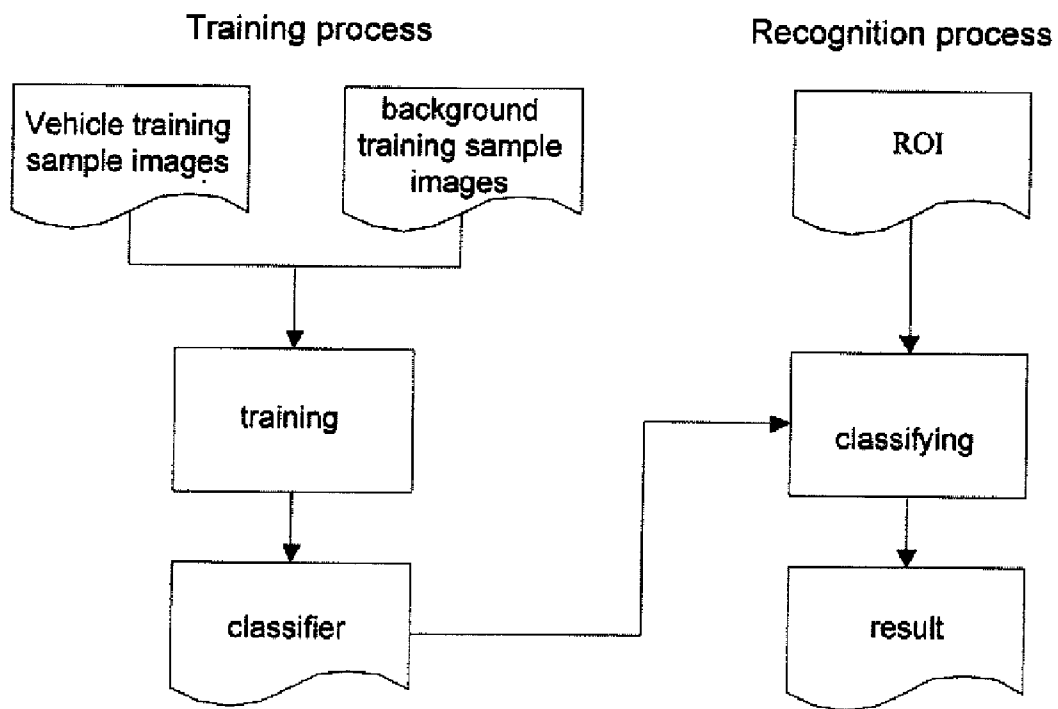 Training process
Recognition process
Vehicle training
sample images
background
training sample
images
ROI
training
classifying
classifier
result